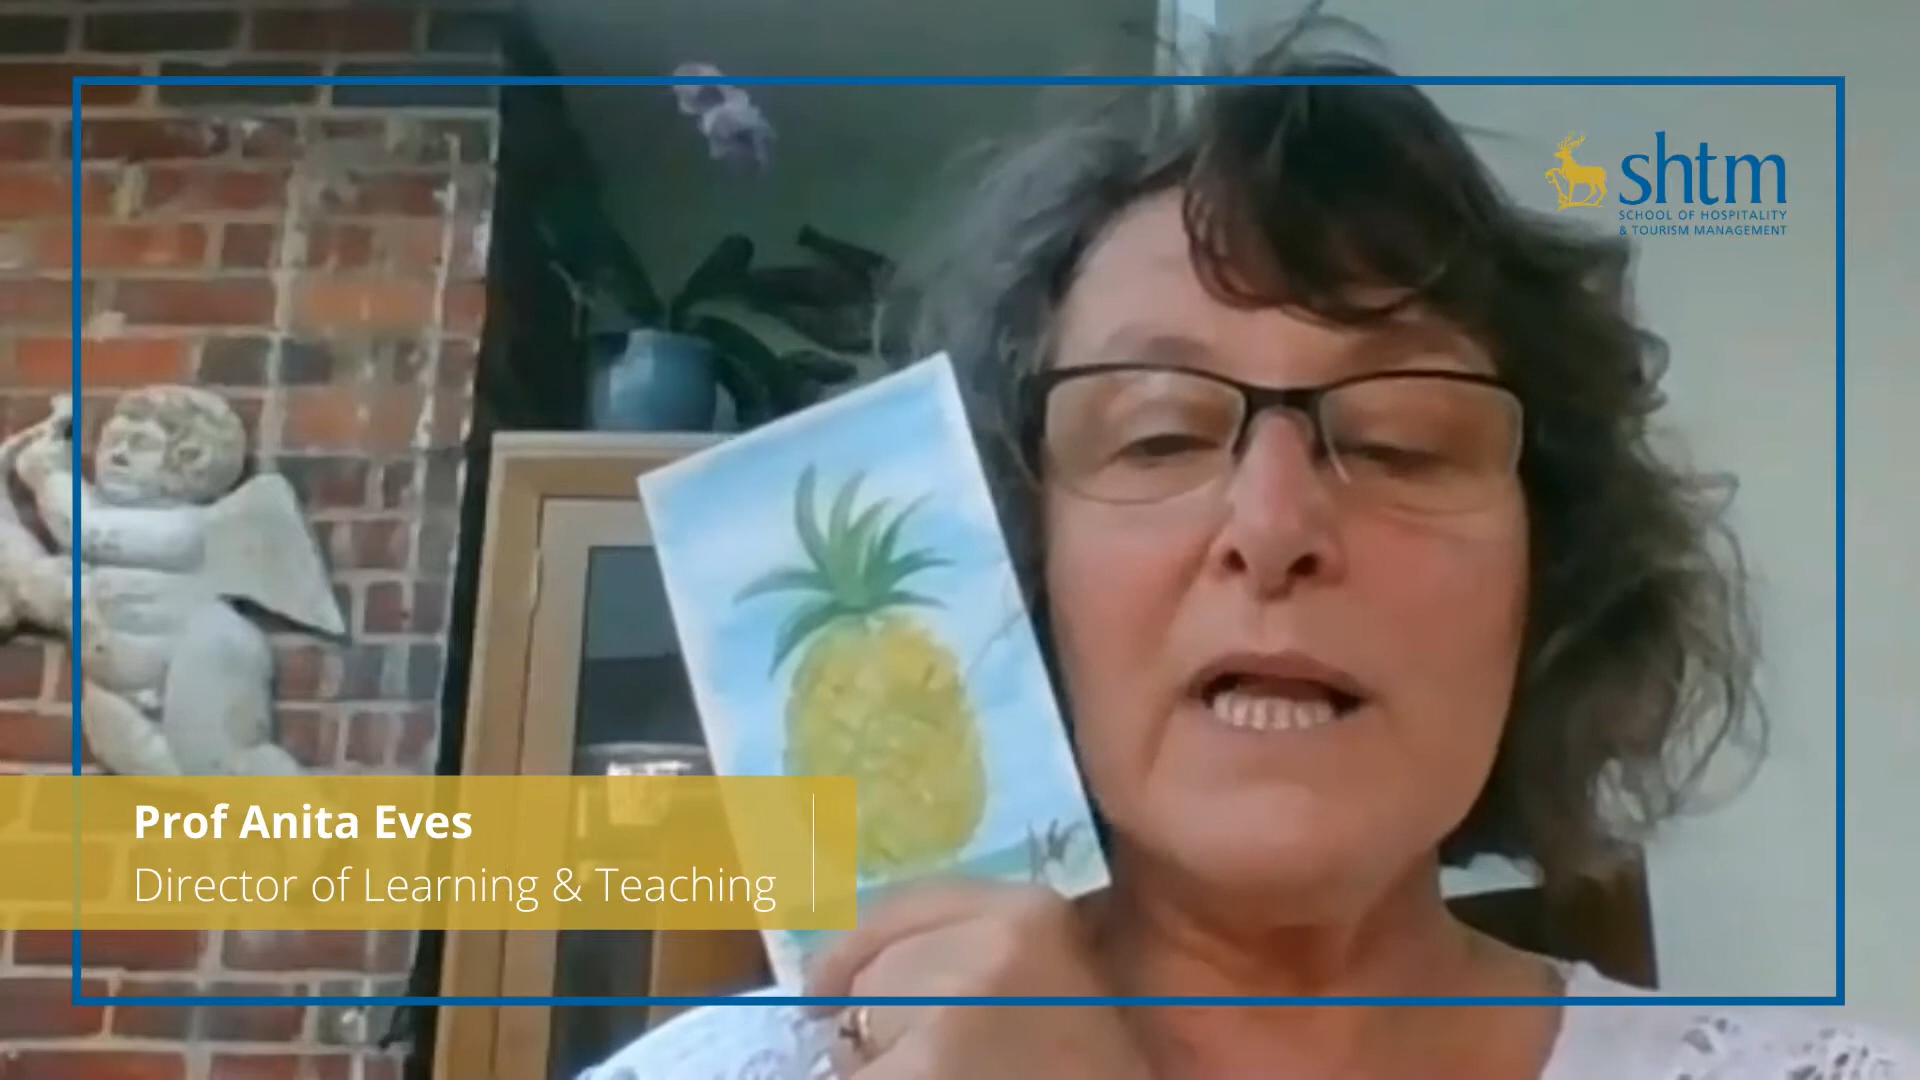 shtm
SCHOOL OF HOSPITALITY
& TOURISM MANAGEMENT
Prof Anita Eves
Director of Learning & Teaching